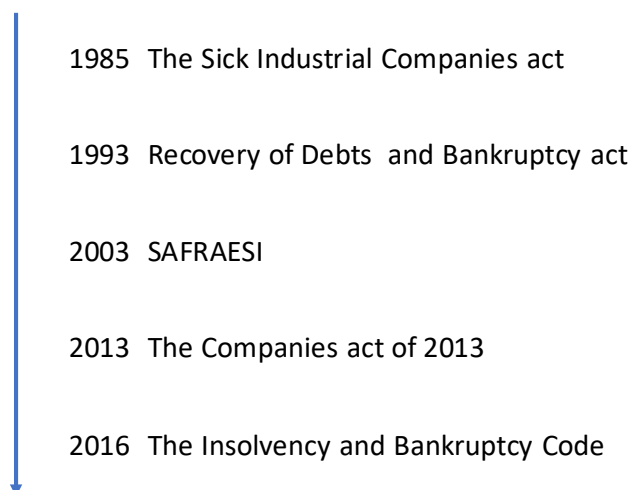 1985 The Sick Industrial Companies act
1993 Recovery of Debts and Bankruptcy act
2003 SAFRAESI
2013 The Companies act of 2013
2016 The Insolvency and Bankruptcy Code